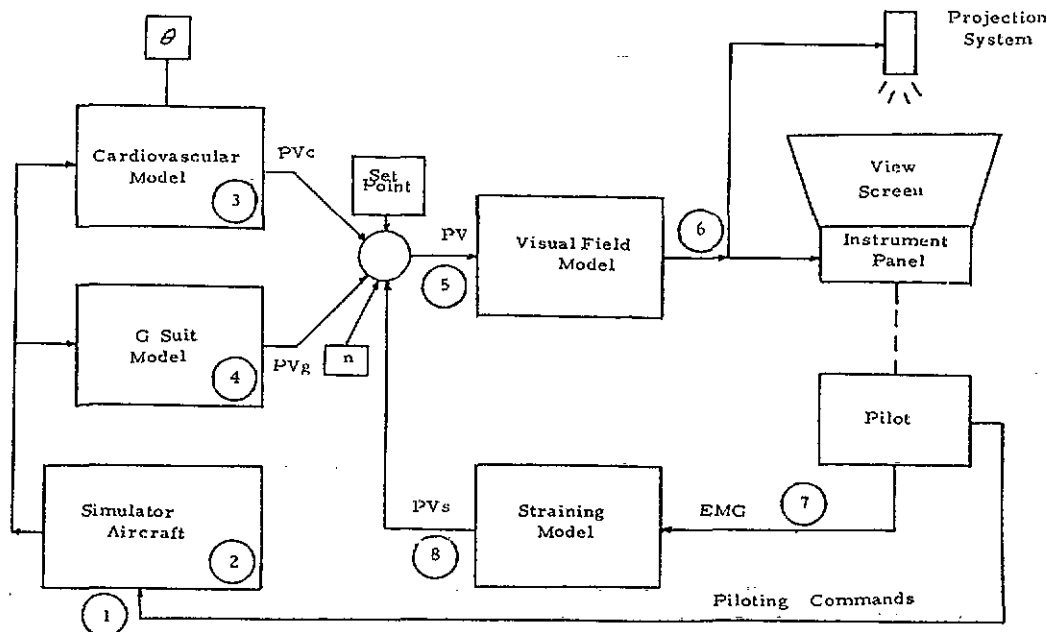 Projection
System
θ
Cardiovascular
Model
3
PVc
Set
Point
View
Screen
PV
Visual Field
Model
6
Instrument
Panel
5
G Suit
Model
4
PVg
n
Pilot
Simulator
Aircraft
2
PVs
8
Straining
Model
EMG
7
1
Piloting Commands